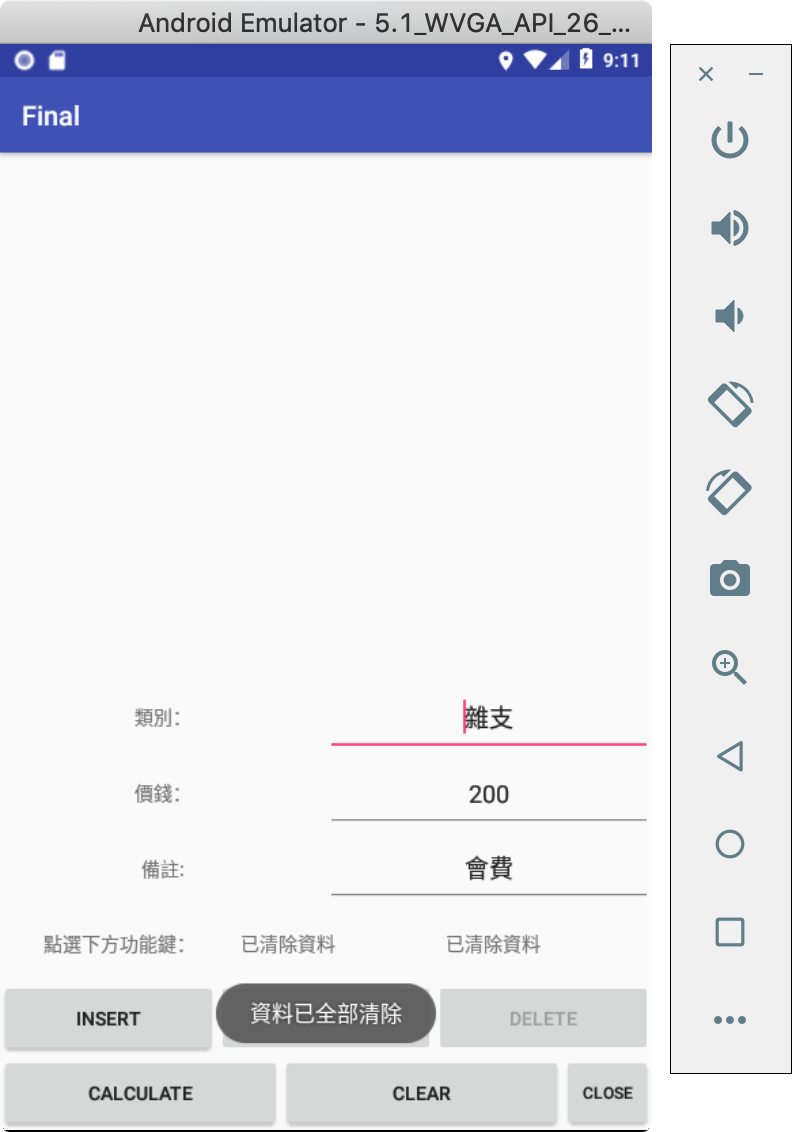 Android Emulator - 5.1_WVGA_API_26_...
9:11
Final
類別：
雜支
價錢：
200
備註:
會費
點選下方功能鍵：
已清除資料
已清除資料
INSERT
資料已全部清除
DELETE
CALCULATE
CLEAR
CLOSE